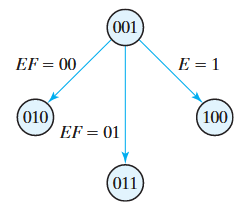 001
EF = 00
E = 1
010
100
EF = 01
011